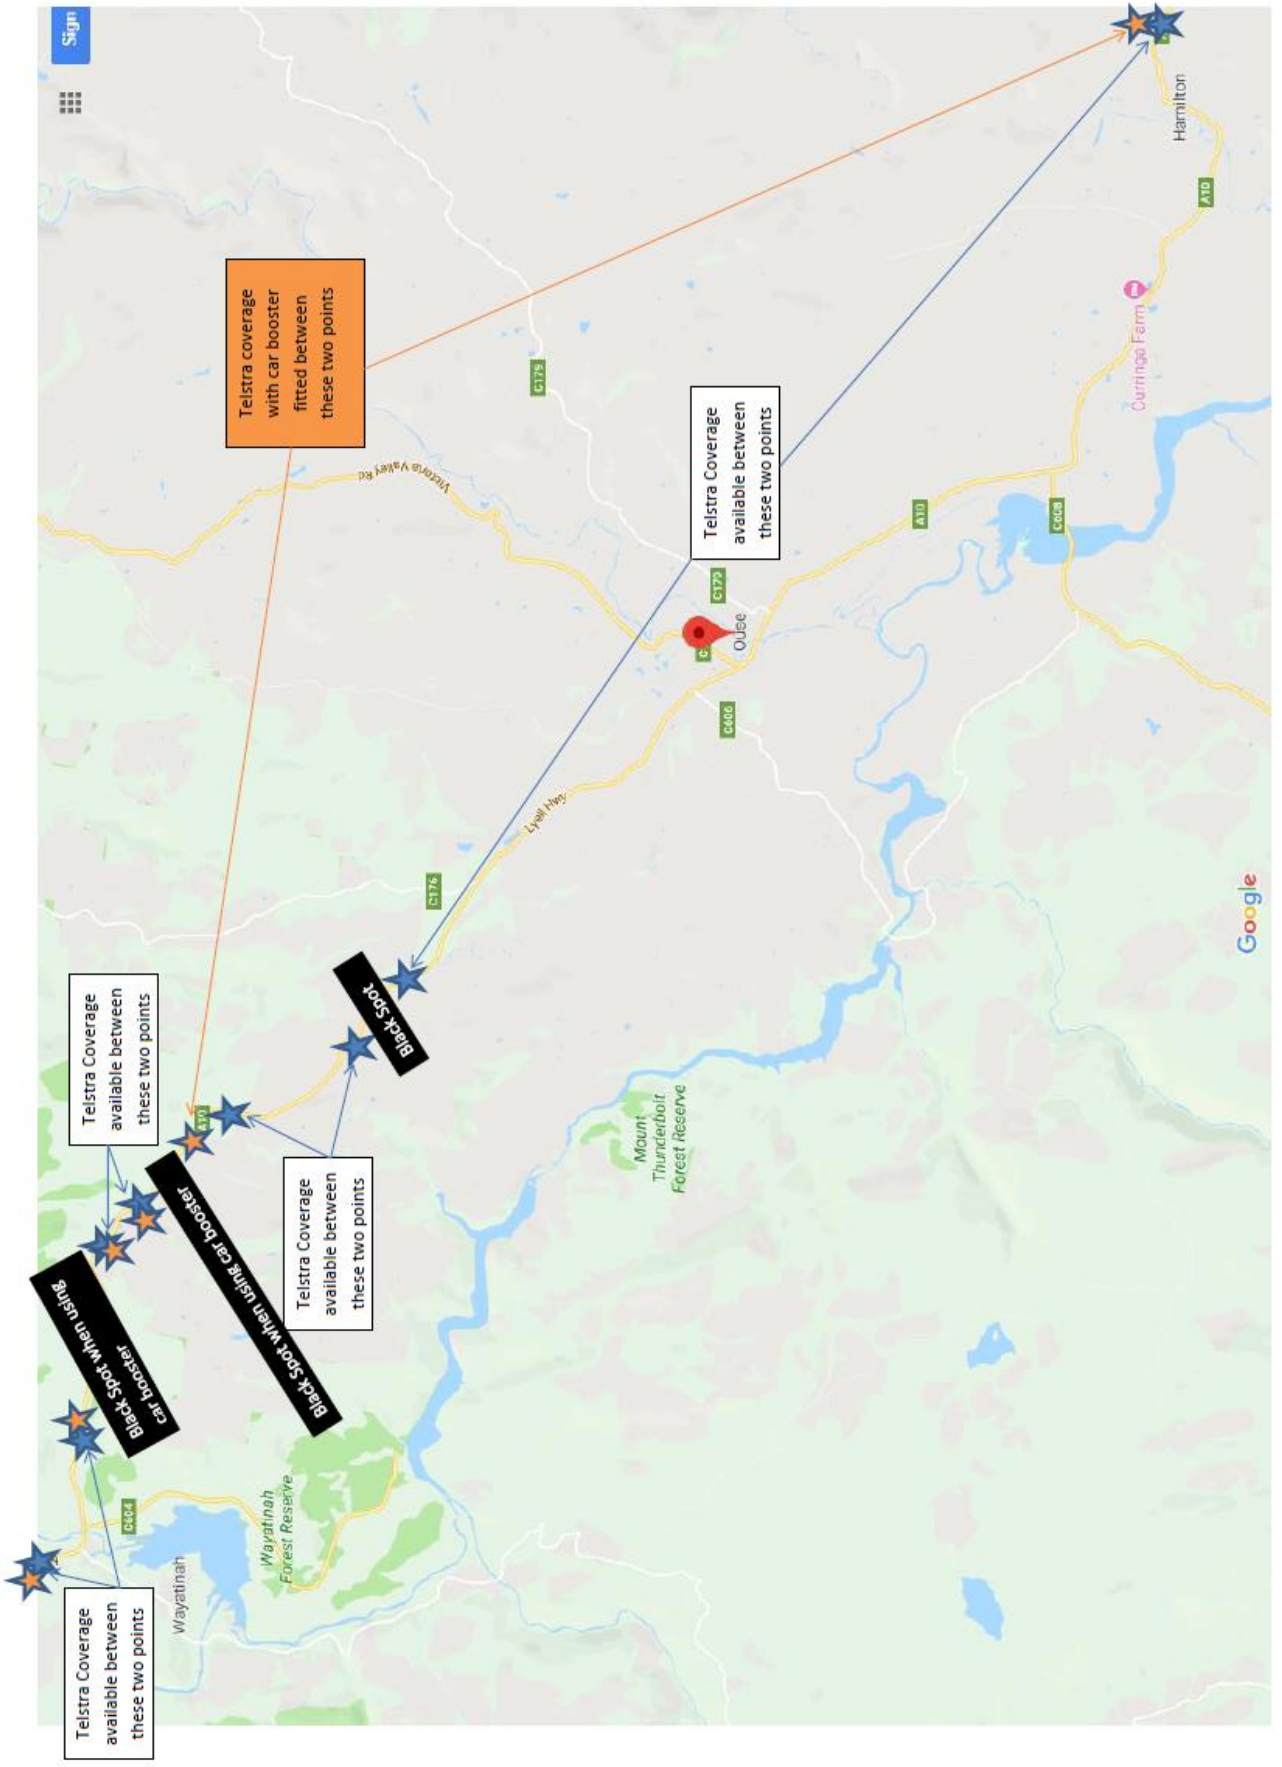 Telstra Coverage
available between
these two points
Black Spot when using
car booster
Telstra Coverage
available between
these two points
Sign
C604
Wayatinah
A10
Black Spot when using car booster
Telstra coverage
with car booster
fitted between
these two points
Wayatinah
Forest Reserve
Telstra Coverage
available between
these two points
Black Spot
Victoria Valley Rd
C176
Lyell Hwy
C179
Mount
Thunderbolt
Forest Reserve
C606
Ouse
C179
Telstra Coverage
available between
these two points
A10
C608
Curringa Farm
A10
Hamilton
Google